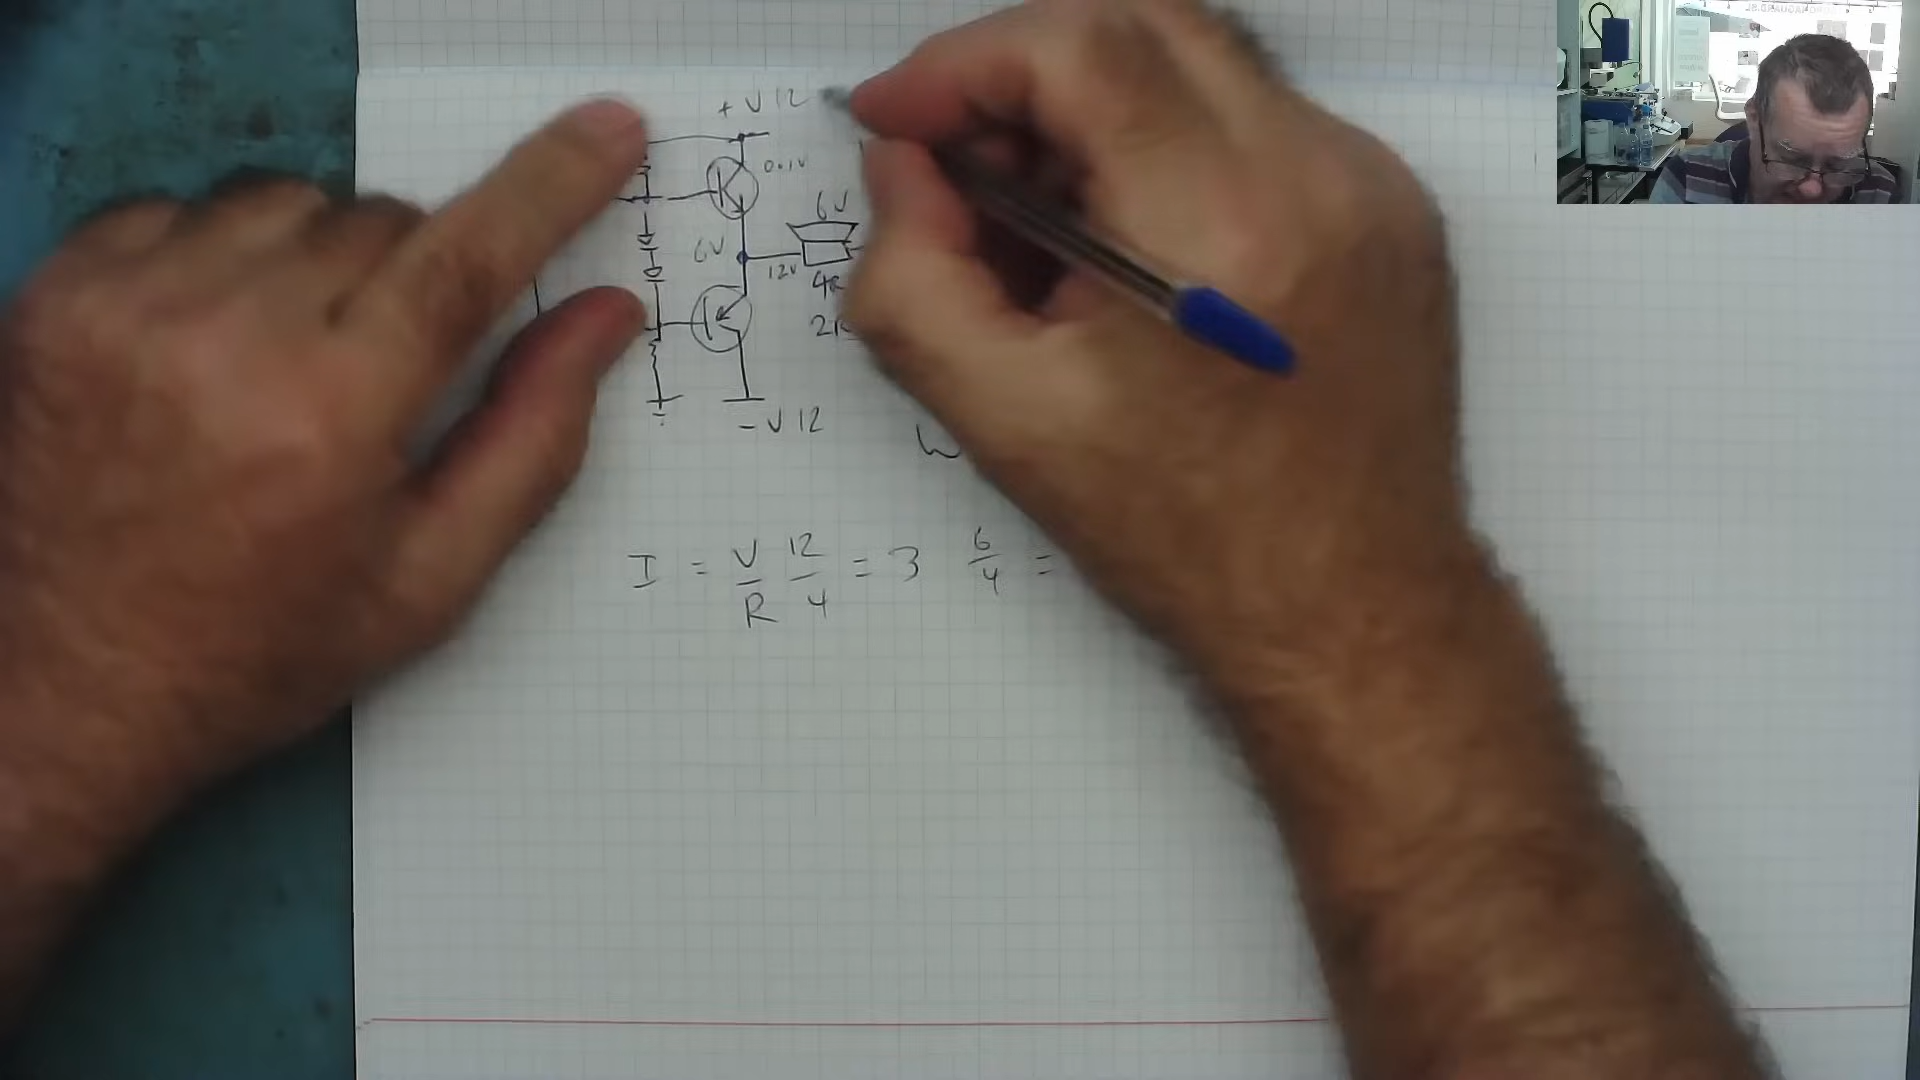 + V 12
0.1V
6V
6V
12V
4R
2R
- V 12
W
I = V/R 12/4 = 3 6/4 =